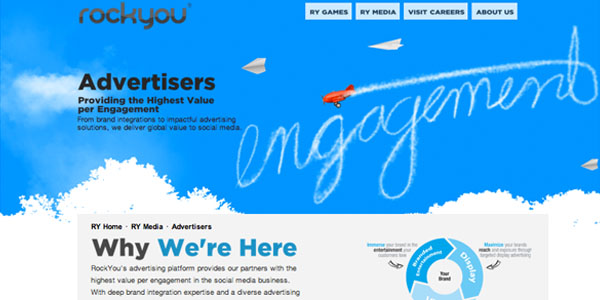 rockyou
RY GAMES
RY MEDIA
VISIT CAREERS
ABOUT US
Advertisers
Providing the Highest Value
per Engagement
From brand integrations to impactful advertising
solutions, we deliver global value to social media.
engagement
RY Home · RY Media · Advertisers
Why We're Here
RockYou's advertising platform provides our partners with the
highest value per engagement in the social media business.
With deep brand integration expertise and a diverse advertising
Immerse your brand in the
entertainment your
customers love
Branded
Entertainment
Your
Brand
Display
Maximize your brands
reach and exposure through
targeted display advertising